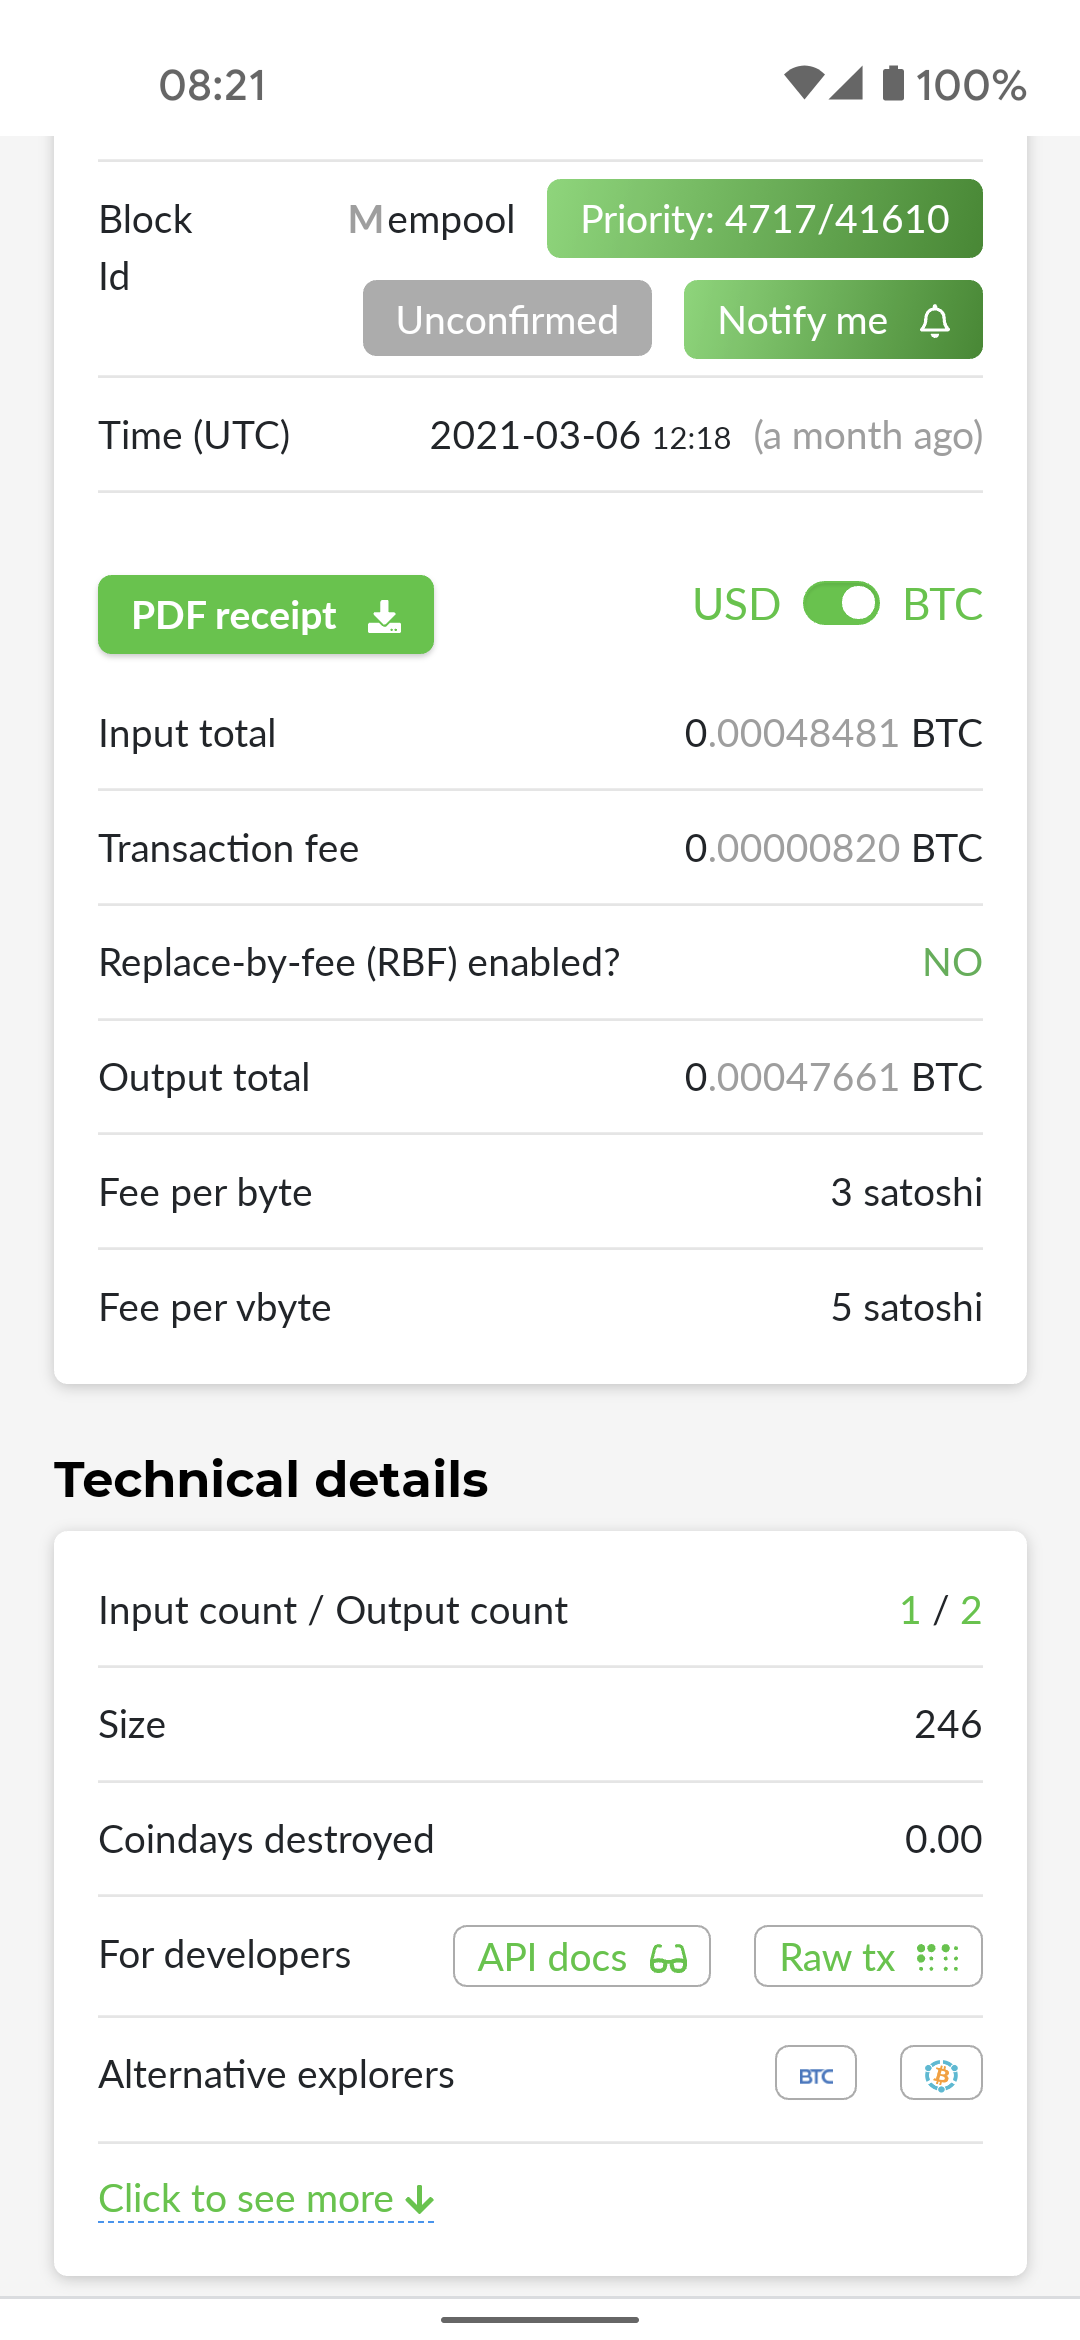 08:21 100%
Block Id Mempool Priority: 4717/41610
Unconfirmed Notify me
Time (UTC) 2021-03-06 12:18 (a month ago)
PDF receipt USD BTC
Input total 0.00048481 BTC
Transaction fee 0.00000820 BTC
Replace-by-fee (RBF) enabled? NO
Output total 0.00047661 BTC
Fee per byte 3 satoshi
Fee per vbyte 5 satoshi
Technical details
Input count / Output count 1 / 2
Size 246
Coindays destroyed 0.00
For developers API docs Raw tx
Alternative explorers BTC
Click to see more